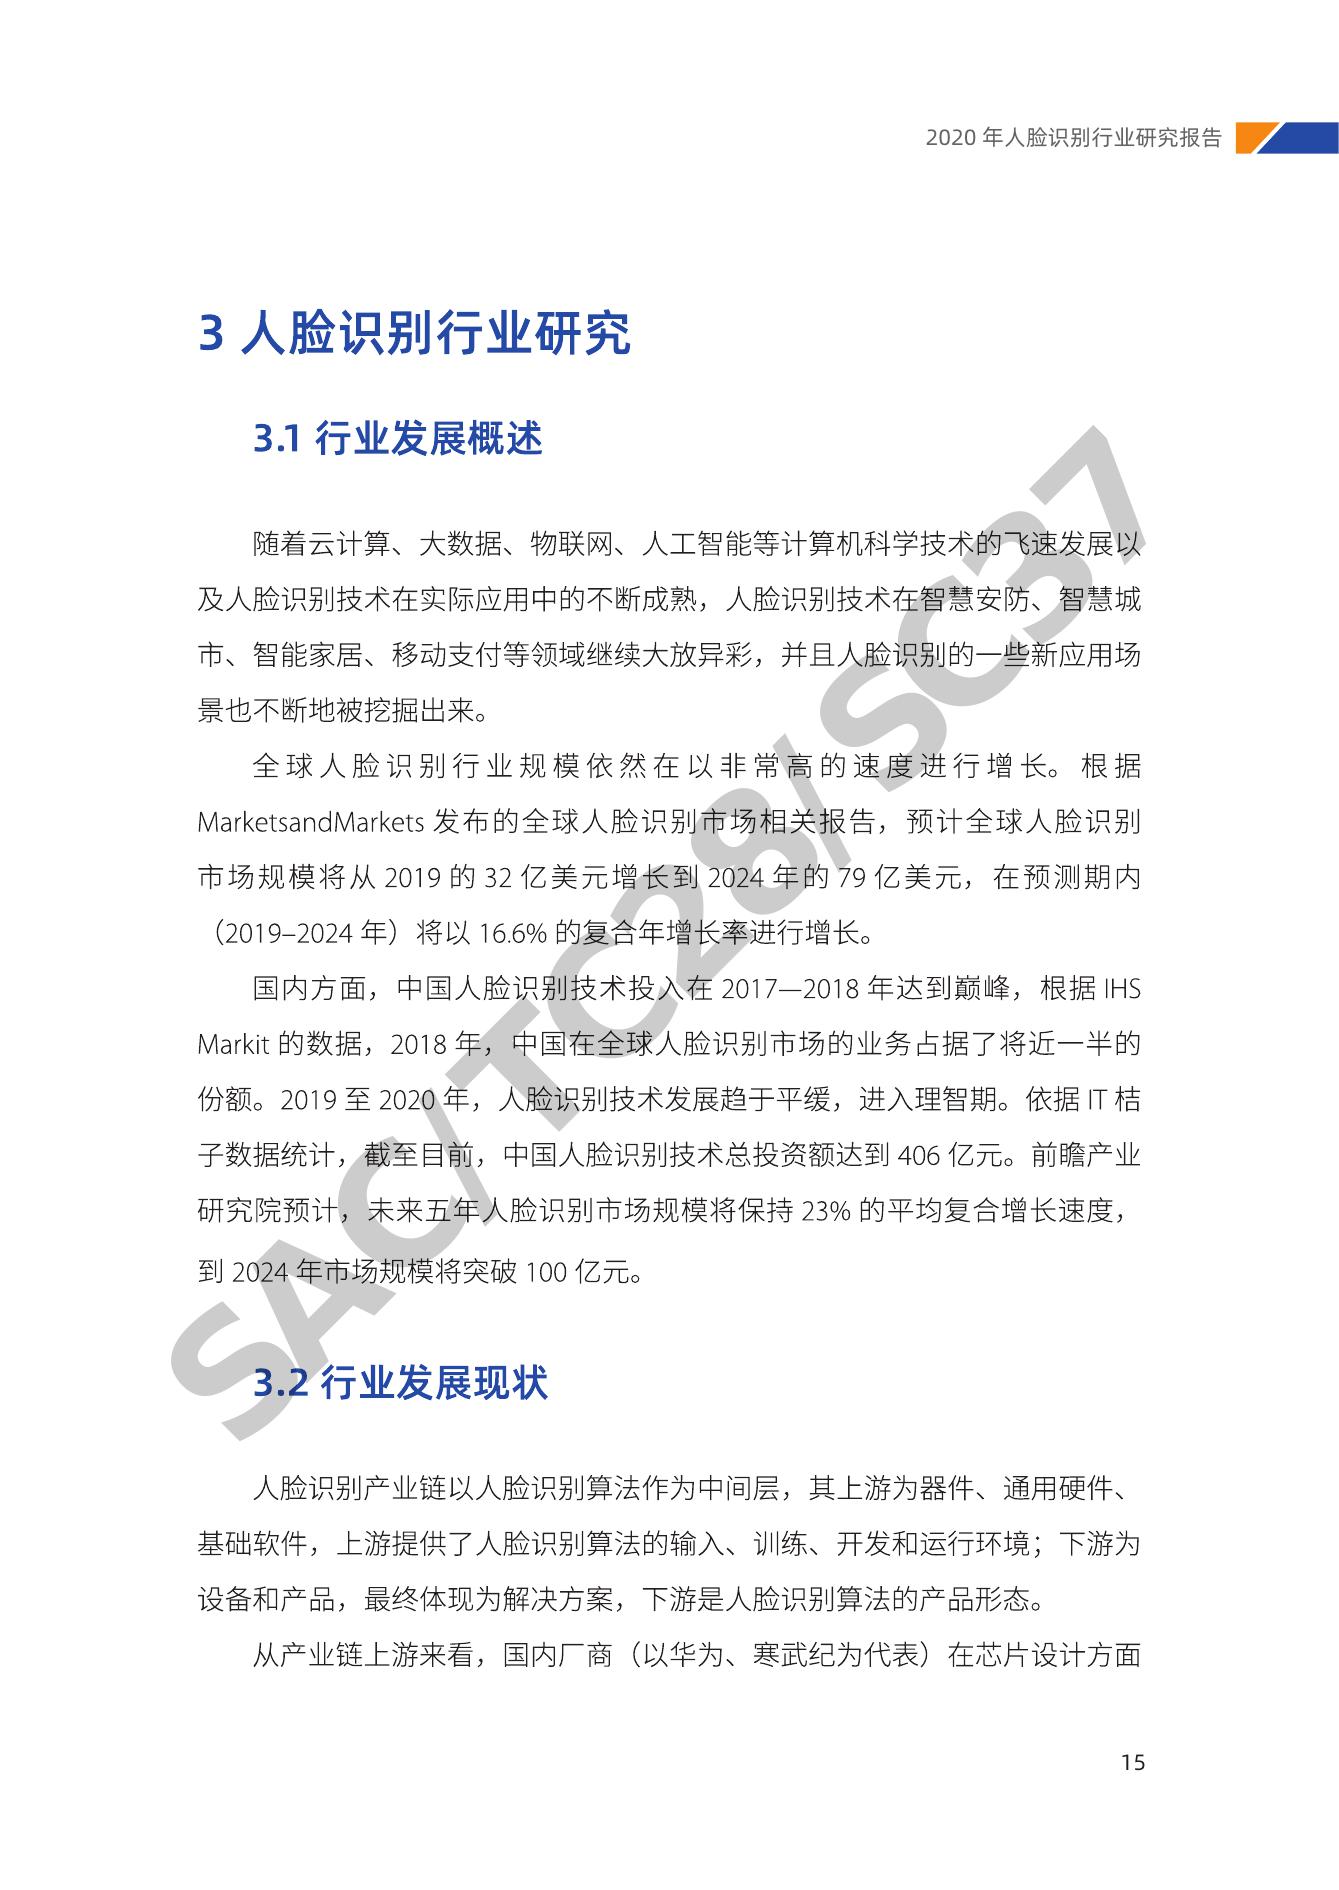 2020 年人脸识别行业研究报告
3 人脸识别行业研究
3.1 行业发展概述
随着云计算、大数据、物联网、人工智能等计算机科学技术的飞速发展以
及人脸识别技术在实际应用中的不断成熟，人脸识别技术在智慧安防、智慧城
市、智能家居、移动支付等领域继续大放异彩，并且人脸识别的一些新应用场
景也不断地被挖掘出来。
全球人脸识别行业规模依然在以非常高的速度进行增长。根据
MarketsandMarkets 发布的全球人脸识别市场相关报告，预计全球人脸识别
市场规模将从 2019 的 32 亿美元增长到 2024 年的 79 亿美元，在预测期内
（2019–2024 年）将以 16.6% 的复合年增长率进行增长。
国内方面，中国人脸识别技术投入在 2017—2018 年达到巅峰，根据 IHS
Markit 的数据，2018 年，中国在全球人脸识别市场的业务占据了将近一半的
份额。2019 至 2020 年，人脸识别技术发展趋于平缓，进入理智期。依据 IT 桔
子数据统计，截至目前，中国人脸识别技术总投资额达到 406 亿元。前瞻产业
研究院预计，未来五年人脸识别市场规模将保持 23% 的平均复合增长速度，
到 2024 年市场规模将突破 100 亿元。
3.2 行业发展现状
人脸识别产业链以人脸识别算法作为中间层，其上游为器件、通用硬件、
基础软件，上游提供了人脸识别算法的输入、训练、开发和运行环境；下游为
设备和产品，最终体现为解决方案，下游是人脸识别算法的产品形态。
从产业链上游来看，国内厂商（以华为、寒武纪为代表）在芯片设计方面
15
SAC/TC28/SC37